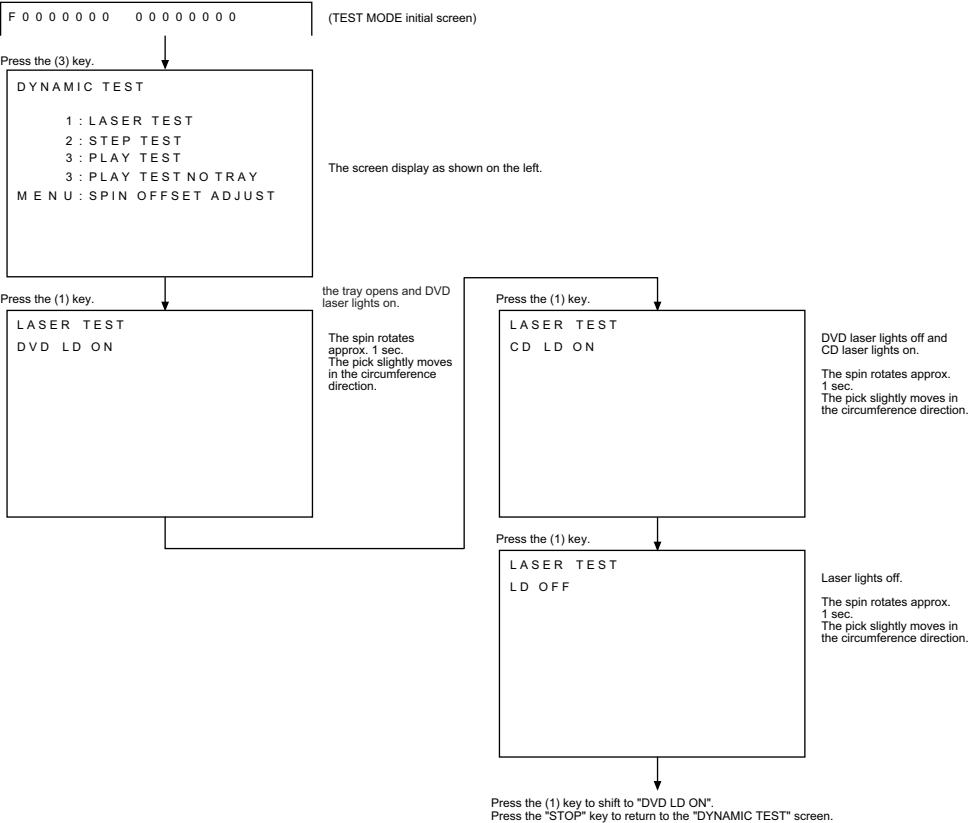 F0000000 00000000
(TEST MODE initial screen)
Press the (3) key.
DYNAMIC TEST
1:LASER TEST
2:STEP TEST
3:PLAY TEST
3:PLAY TEST NO TRAY
MENU:SPIN OFFSET ADJUST
The screen display as shown on the left.
Press the (1) key.
LASER TEST
DVD LD ON
the tray opens and DVD
laser lights on.
The spin rotates
approx. 1 sec.
The pick slightly moves
in the circumference
direction.
Press the (1) key.
LASER TEST
CD LD ON
DVD laser lights off and
CD laser lights on.
The spin rotates approx.
1 sec.
The pick slightly moves in
the circumference direction.
Press the (1) key.
LASER TEST
LD OFF
Laser lights off.
The spin rotates approx.
1 sec.
The pick slightly moves in
the circumference direction.
Press the (1) key to shift to "DVD LD ON".
Press the "STOP" key to return to the "DYNAMIC TEST" screen.